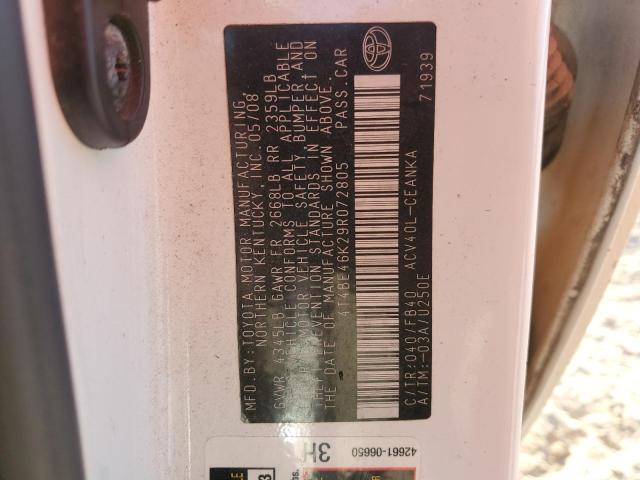 MFD.BY:TOYOTA MOTOR MANUFACTURING,
NORTHERN KENTUCKY, INC. 05/08
GVWR 4345LB GAWR:FR 2668LB RR 2359LB
THIS VEHICLE CONFORMS TO ALL APPLICABLE
FEDERAL MOTOR VEHICLE SAFETY, BUMPER,AND
THEFT PREVENTION STANDARDS IN EFFECT ON
THE DATE OF MANUFACTURE SHOWN ABOVE.
4T4BE46K29R072805 PASS.CAR
C/TR:040/FB40 ACV40L-CEANKA
A/TM:-03A/U250E 71939
42661-06650
3H